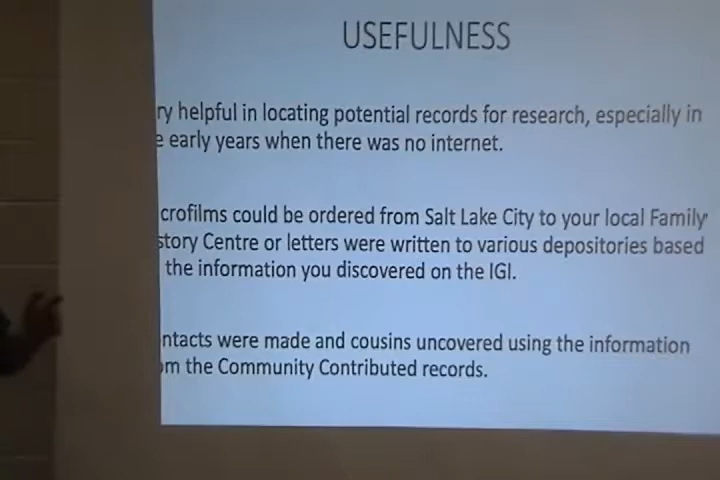 USEFULNESS
ry helpful in locating potential records for research, especially in
e early years when there was no internet.
crofilms could be ordered from Salt Lake City to your local Family
story Centre or letters were written to various depositories based
the information you discovered on the IGI.
ntacts were made and cousins uncovered using the information
om the Community Contributed records.